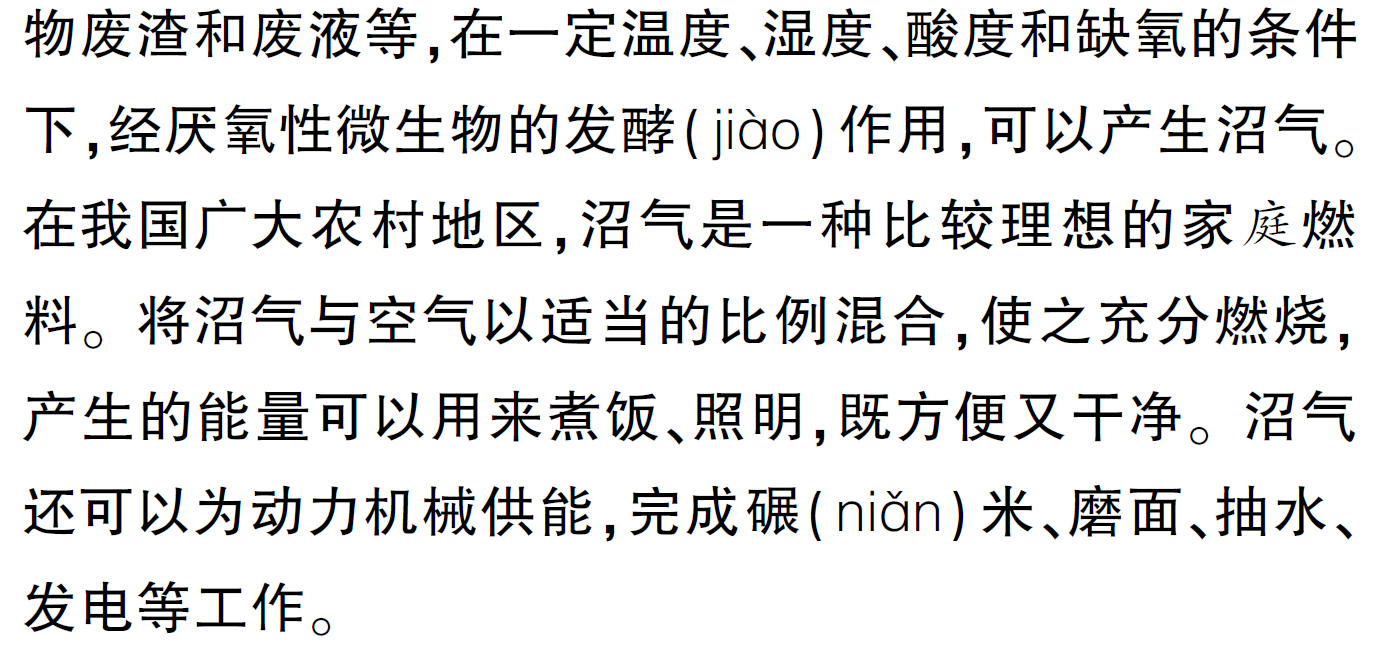 物废渣和废液等,在一定温度、湿度、酸度和缺氧的条件
下,经厌氧性微生物的发酵(jiào)作用,可以产生沼气。
在我国广大农村地区,沼气是一种比较理想的家庭燃
料。将沼气与空气以适当的比例混合,使之充分燃烧,
产生的能量可以用来煮饭、照明,既方便又干净。沼气
还可以为动力机械供能,完成碾(niǎn)米、磨面、抽水、
发电等工作。